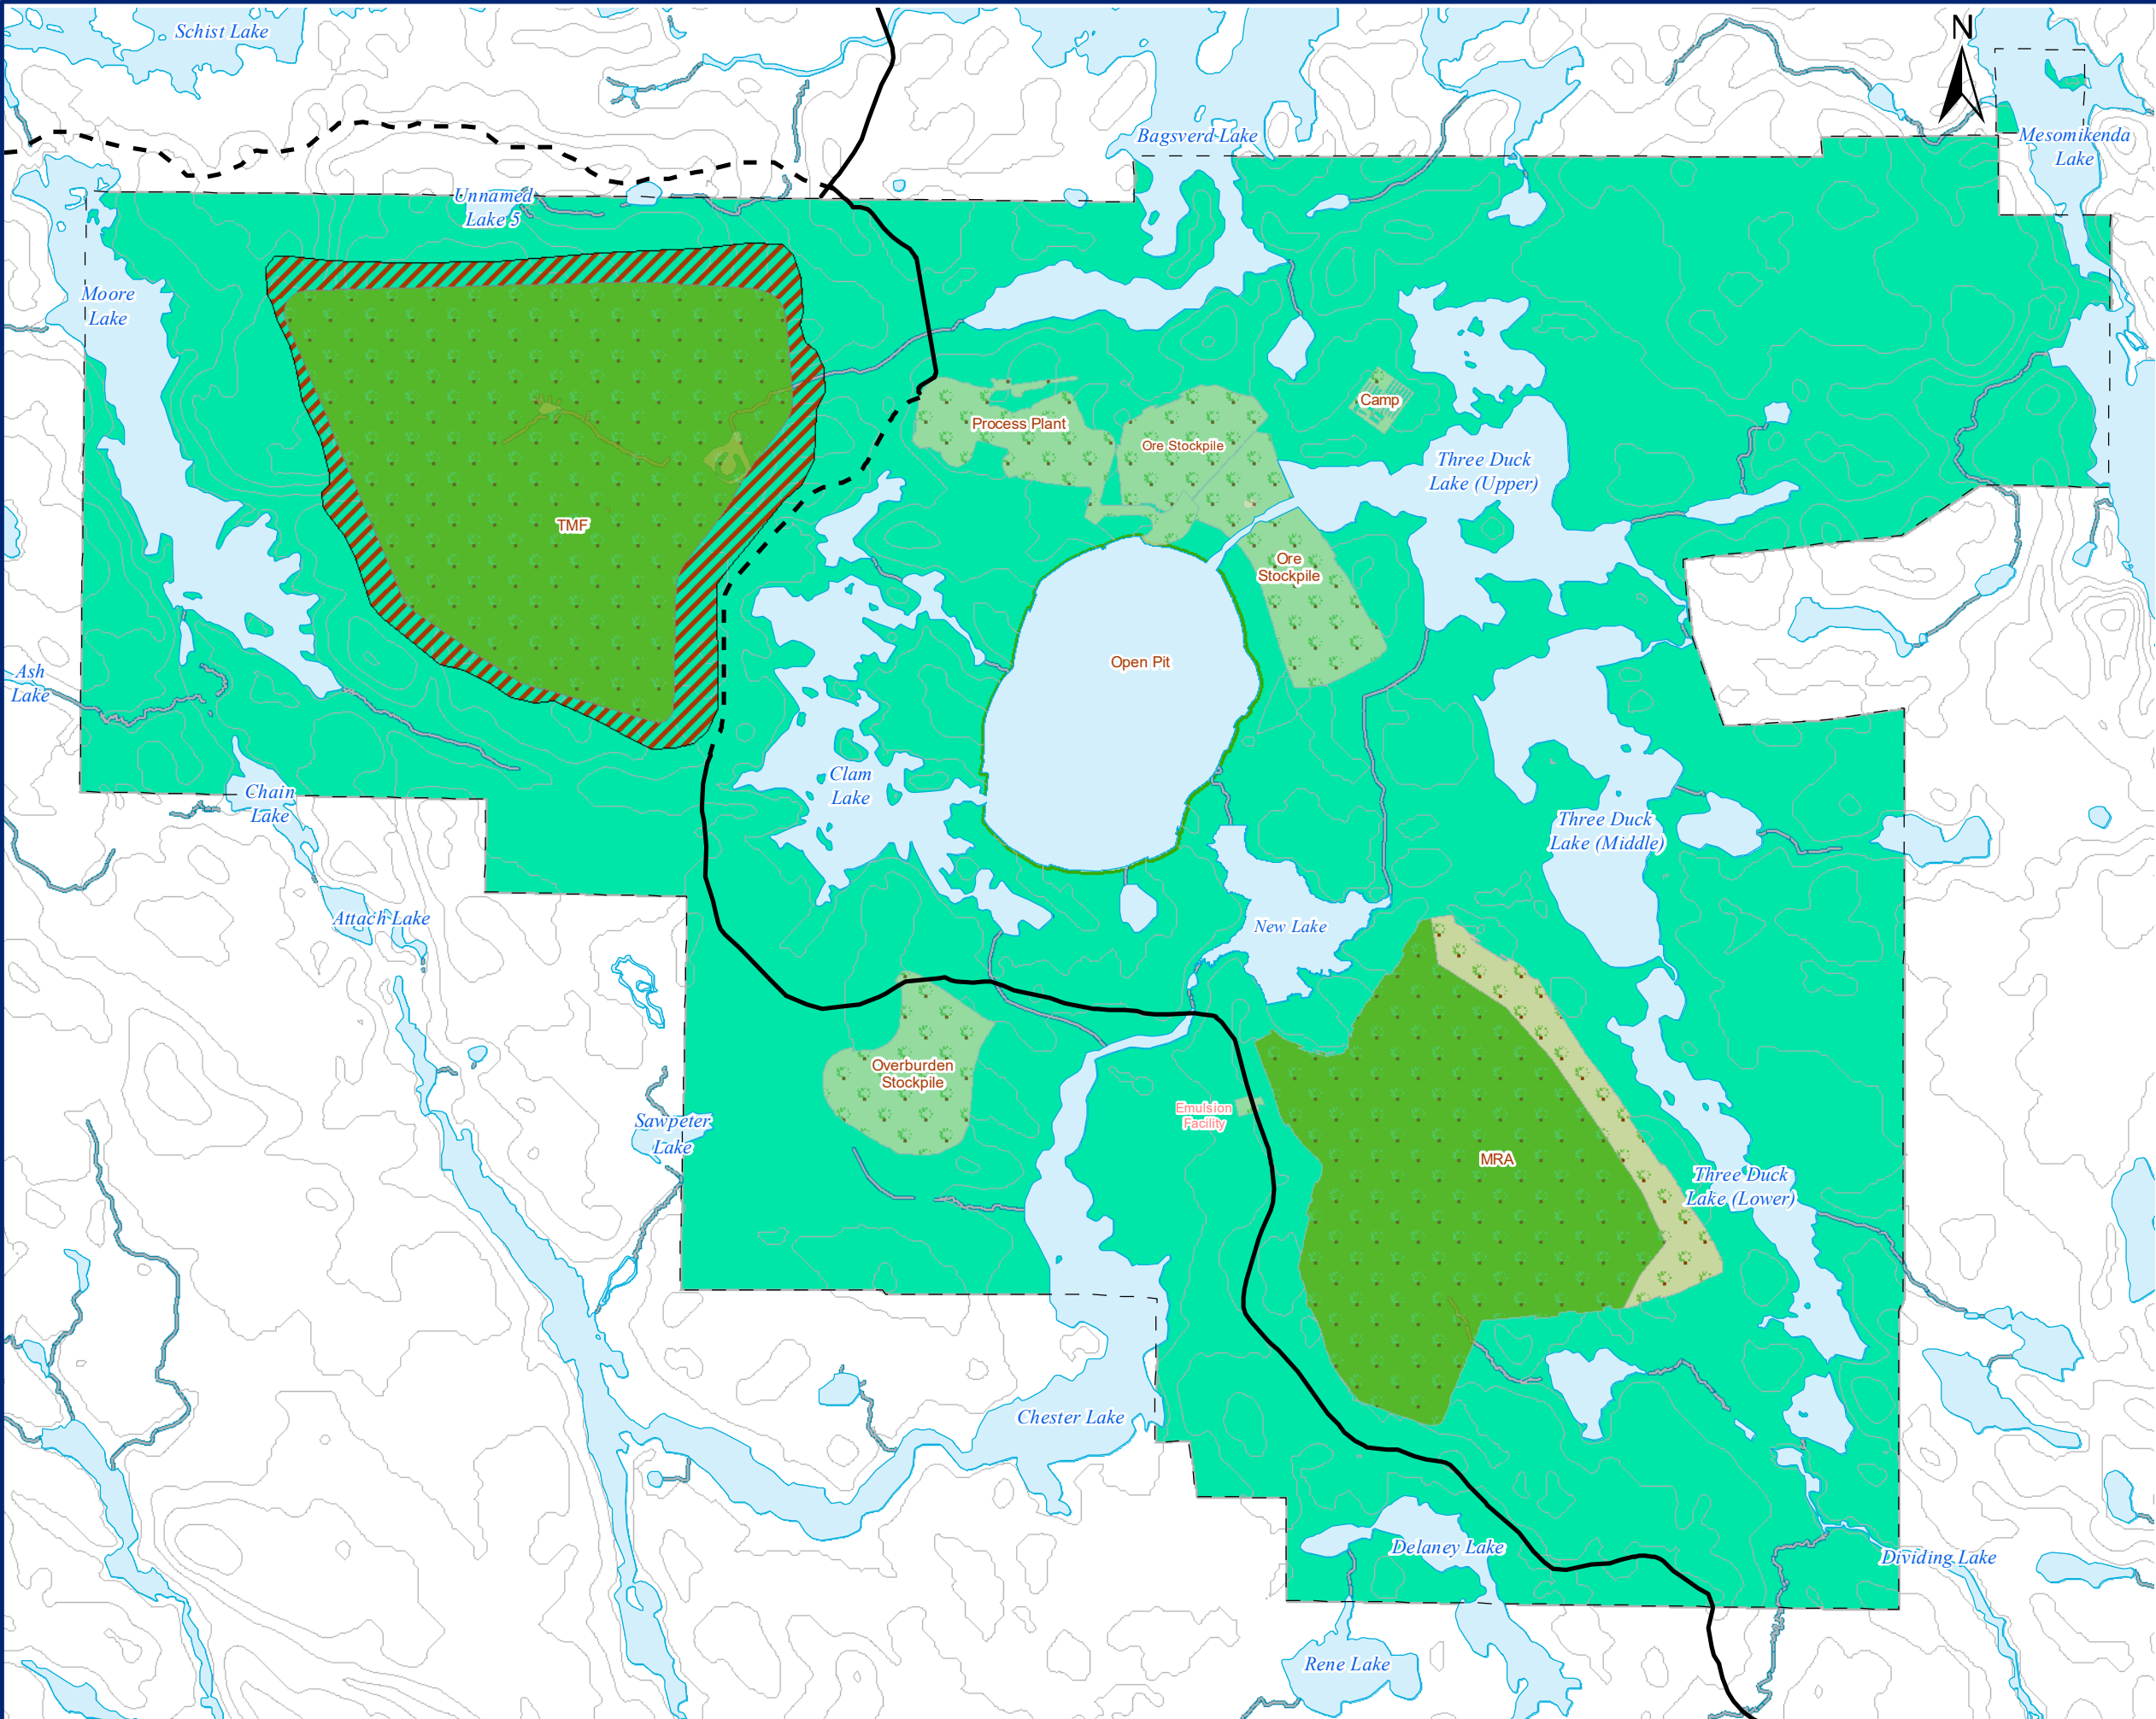 Schist Lake
N
Bagsverd Lake
Mesomikenda
Lake
Unnamed
Lake 5
Moore
Lake
Camp
Process Plant
Ore Stockpile
Three Duck
Lake (Upper)
TMF
Ore
Stockpile
Open Pit
Ash
Lake
Clam
Lake
Chain
Lake
Three Duck
Lake (Middle)
Attach Lake
New Lake
Overburden
Stockpile
Emulsion
Facility
Sawpeter
Lake
MRA
Three Duck
Lake (Lower)
Chester Lake
Delaney Lake
Dividing Lake
Rene Lake